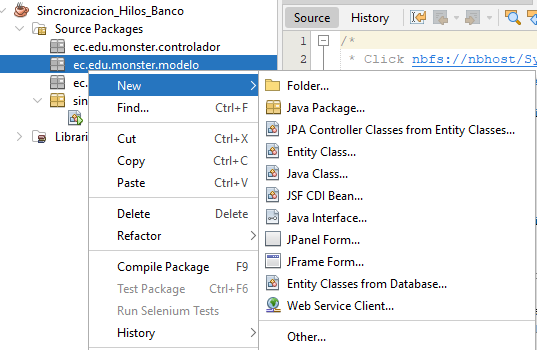 Sincronizacion_Hilos_Banco
Source Packages
ec.edu.monster.controlador
ec.edu.monster.modelo
ec.
sin
Librari
Source History
1 /*
2 * Click nbfs://nbhost/Sy
New
Find... Ctrl+F
Cut Ctrl+X
Copy Ctrl+C
Paste Ctrl+V
Delete Delete
Refactor
Compile Package F9
Test Package Ctrl+F6
Run Selenium Tests
History
Folder...
Java Package...
JPA Controller Classes from Entity Classes...
Entity Class...
Java Class...
JSF CDI Bean...
Java Interface...
JPanel Form...
JFrame Form...
Entity Classes from Database...
Web Service Client...
Other...